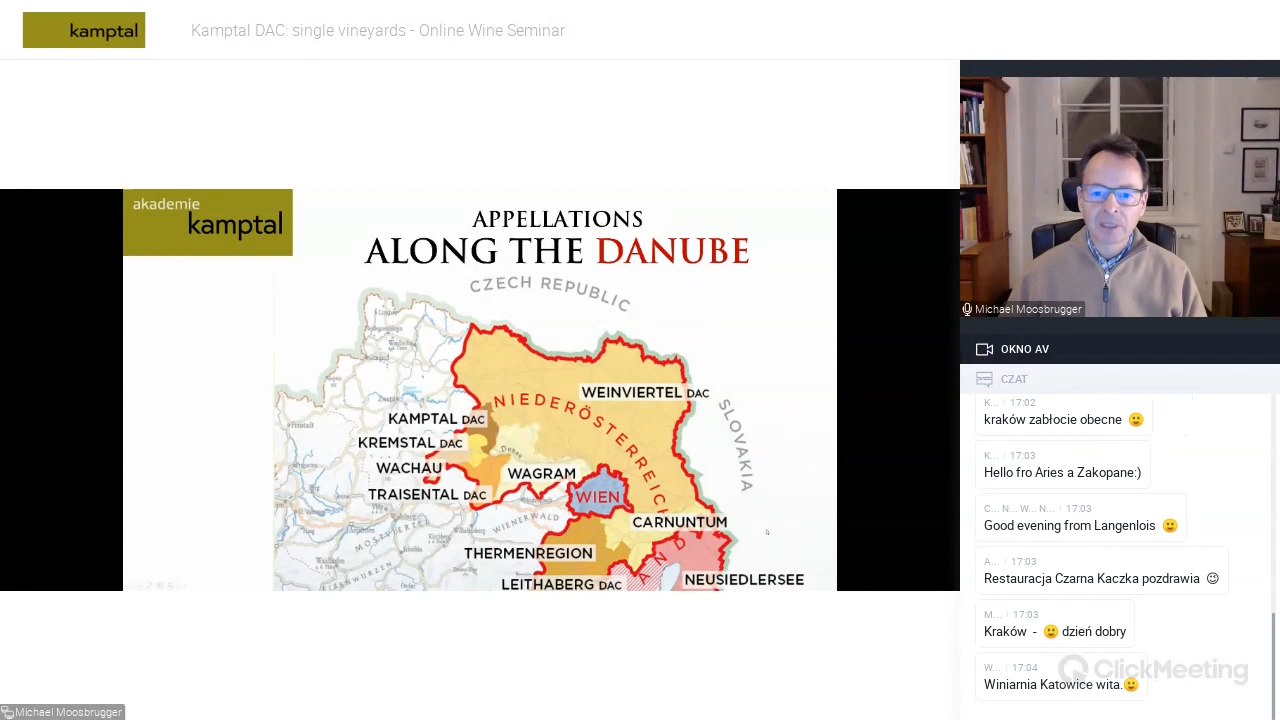 kamptal
Kamptal DAC: single vineyards - Online Wine Seminar
akademie
kamptal
APPELLATIONS
ALONG THE DANUBE
CZECH REPUBLIC
WEINVIERTEL DAC
NIEDERÖSTERREICH
SLOVAKIA
KAMPTAL DAC
KREMSTAL DAC
WACHAU
WAGRAM
TRAISENTAL DAC
WIEN
WIENERWALD
MOSTVIERTEL
CARNUNTUM
THERMENREGION
EISENWURZEN
LEITHABERG DAC
NEUSIEDLERSEE
Michael Moosbrugger
Michael Moosbrugger
OKNO AV
CZAT
K... 17:02
kraków zabłocie obecne 🙂
K... 17:03
Hello fro Aries a Zakopane:)
C... N... W... N... 17:03
Good evening from Langenlois 🙂
A... 17:03
Restauracja Czarna Kaczka pozdrawia 😉
M... 17:03
Kraków - 🙂 dzień dobry
W... 17:04
Winiarnia Katowice wita.🙂
ClickMeeting